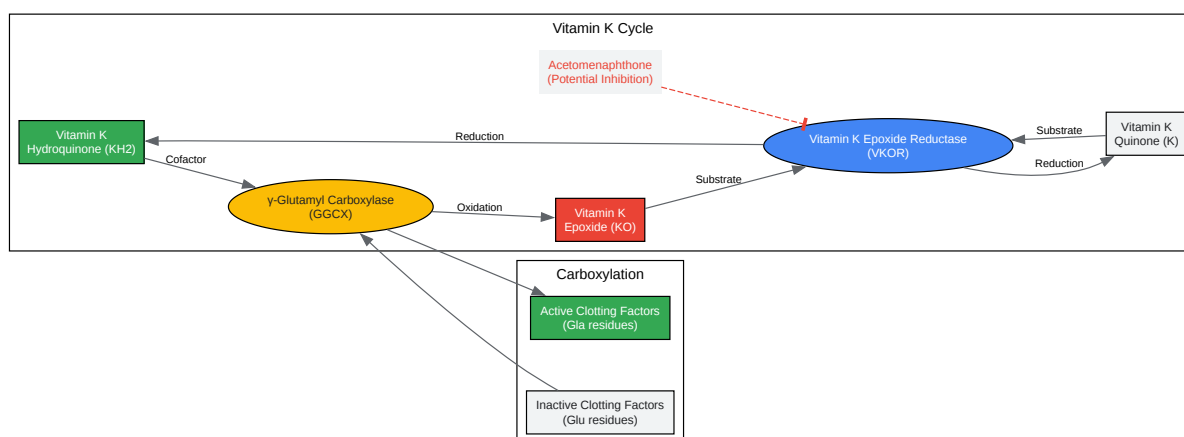 Vitamin K Cycle
Acetomenaphthone
(Potential Inhibition)
Vitamin K
Hydroquinone (KH2)
Reduction
Vitamin K Epoxide Reductase
(VKOR)
Substrate
Vitamin K
Quinone (K)
Reduction
Cofactor
Substrate
γ-Glutamyl Carboxylase
(GGCX)
Oxidation
Vitamin K
Epoxide (KO)
Carboxylation
Active Clotting Factors
(Gla residues)
Inactive Clotting Factors
(Glu residues)